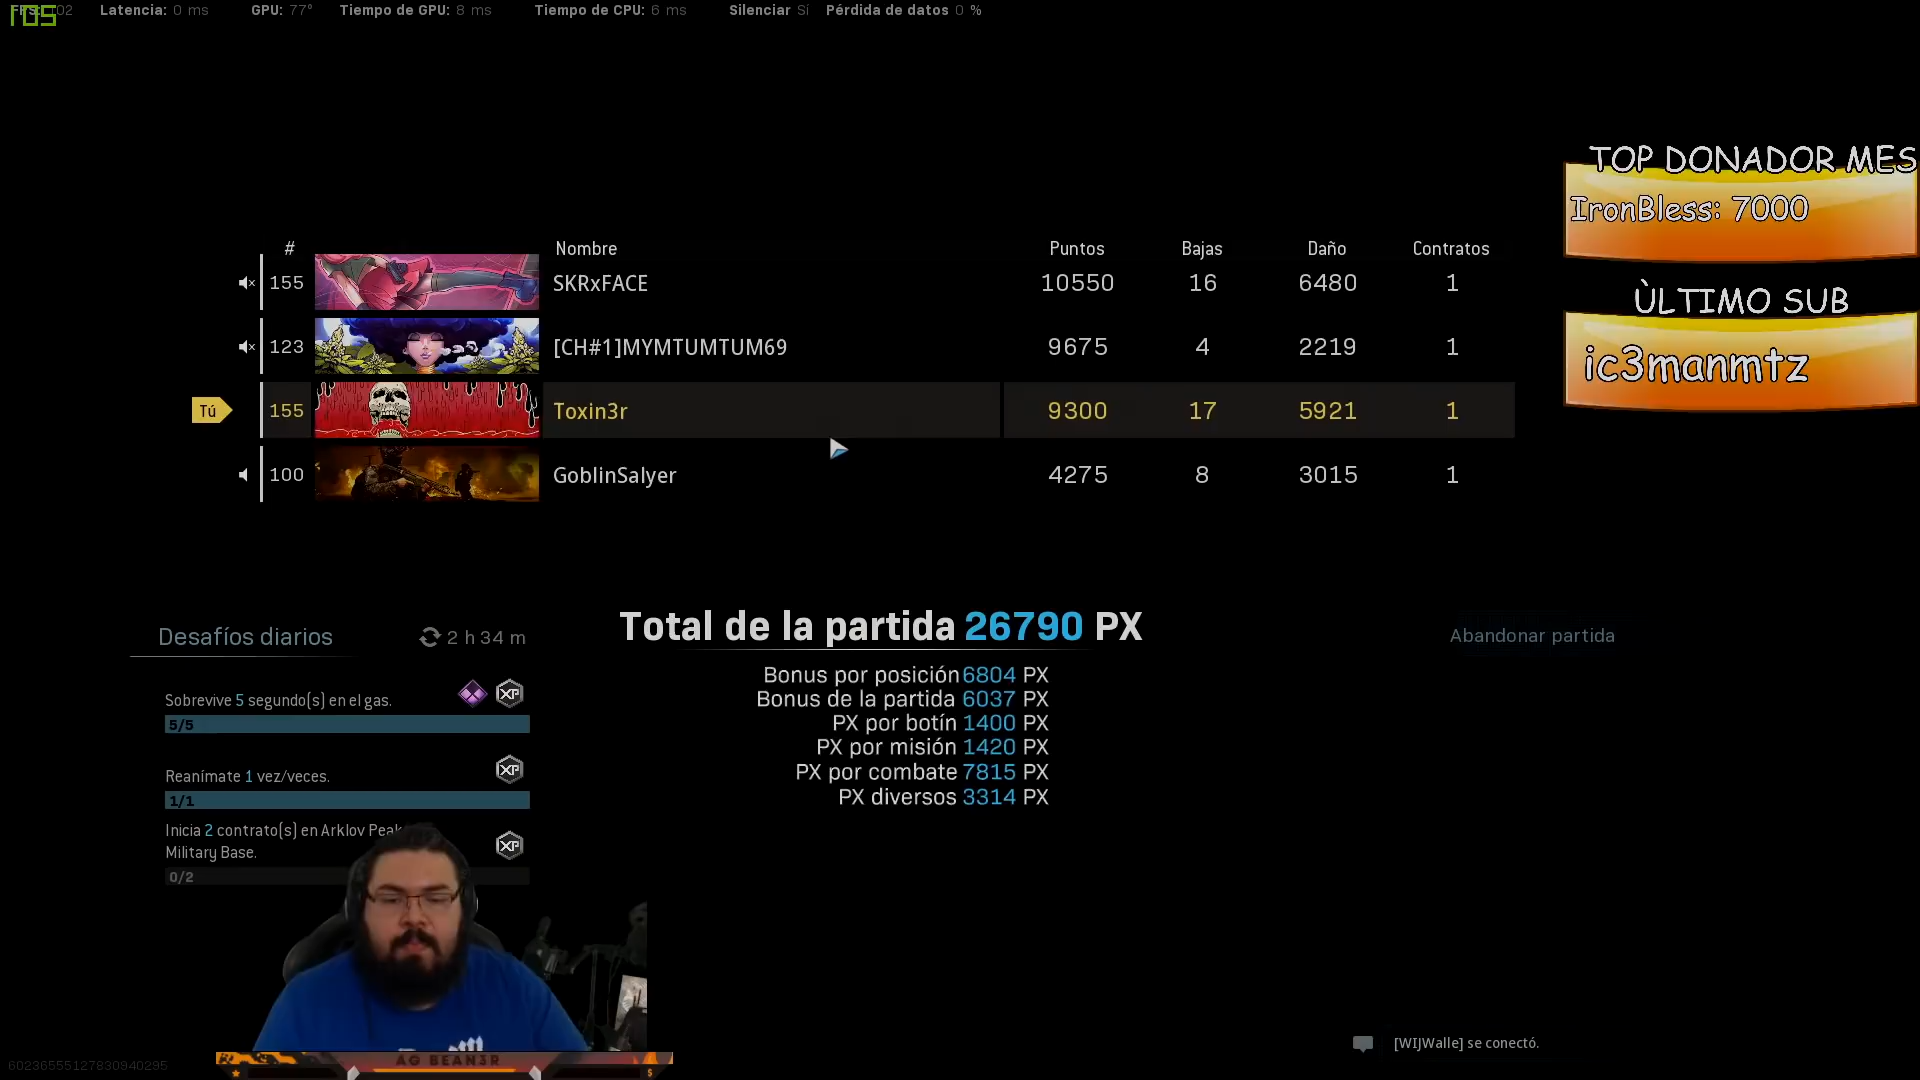 Latencia: 0 ms GPU: 77° Tiempo de GPU: 8 ms Tiempo de CPU: 6 ms Silenciar Sí Pérdida de datos 0 %
TOP DONADOR MES
IronBless: 7000
ÙLTIMO SUB
ic3manmtz
# Nombre Puntos Bajas Daño Contratos
155 SKRxFACE 10550 16 6480 1
123 [CH#1]MYMTUMTUM69 9675 4 2219 1
Tú 155 Toxin3r 9300 17 5921 1
100 GoblinSalyer 4275 8 3015 1
Total de la partida 26790 PX
Bonus por posición 6804 PX
Bonus de la partida 6037 PX
PX por botín 1400 PX
PX por misión 1420 PX
PX por combate 7815 PX
PX diversos 3314 PX
Abandonar partida
Desafíos diarios 2 h 34 m
Sobrevive 5 segundo(s) en el gas. XP
5/5
Reanímate 1 vez/veces. XP
1/1
Inicia 2 contrato(s) en Arklov Peak
Military Base. XP
0/2
AG BEAN3R
[WIJWalle] se conectó.
60236555127830940295